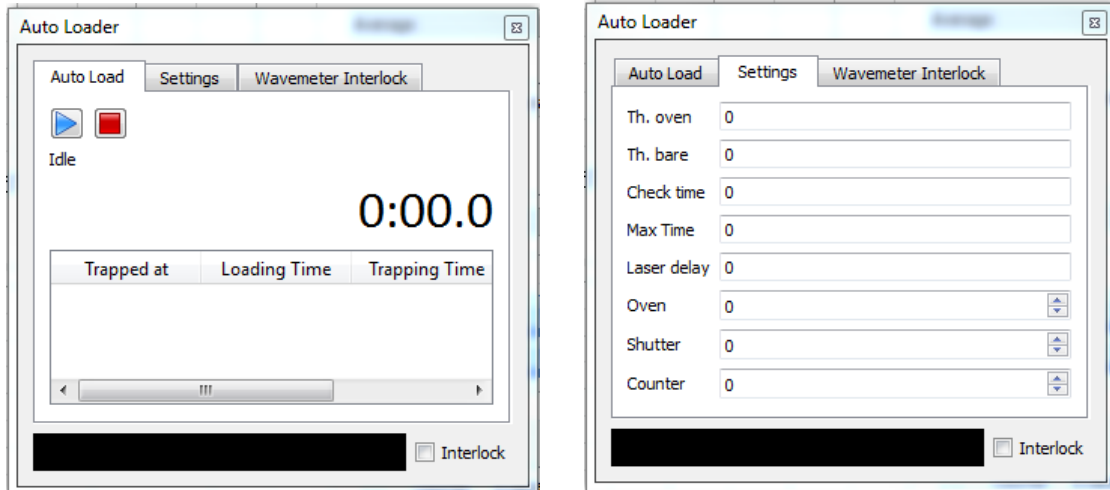 Auto Loader
Auto Load Settings Wavemeter Interlock
Idle
0:00.0
Trapped at Loading Time Trapping Time
Interlock
Auto Loader
Auto Load Settings Wavemeter Interlock
Th. oven 0
Th. bare 0
Check time 0
Max Time 0
Laser delay 0
Oven 0
Shutter 0
Counter 0
Interlock